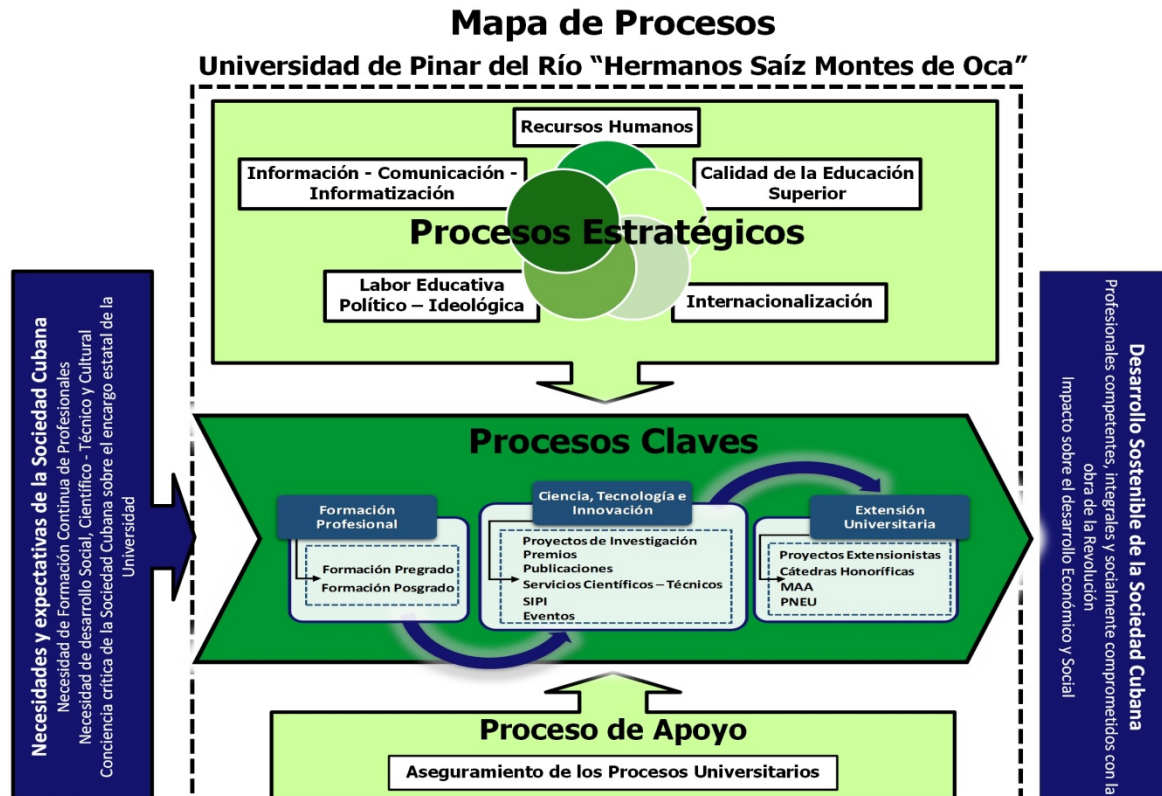 Mapa de Procesos
Universidad de Pinar del Río “Hermanos Saíz Montes de Oca”
Recursos Humanos
Información - Comunicación -
Informatización
Calidad de la Educación
Superior
Procesos Estratégicos
Labor Educativa
Político – Ideológica
Internacionalización
Necesidades y expectativas de la Sociedad Cubana
Necesidad de Formación Continua de Profesionales
Necesidad de desarrollo Social, Científico - Técnico y Cultural
Conciencia crítica de la Sociedad Cubana sobre el encargo estatal de la
Universidad
Procesos Claves
Formación
Profesional
Formación Pregrado
Formación Posgrado
Ciencia, Tecnología e
Innovación
Proyectos de Investigación
Premios
Publicaciones
Servicios Científicos – Técnicos
SIPI
Eventos
Extensión
Universitaria
Proyectos Extensionistas
Cátedras Honoríficas
MAA
PNEU
Desarrollo Sostenible de la Sociedad Cubana
Profesionales competentes, integrales y socialmente comprometidos con la
obra de la Revolución
Impacto sobre el desarrollo Económico y Social
Proceso de Apoyo
Aseguramiento de los Procesos Universitarios